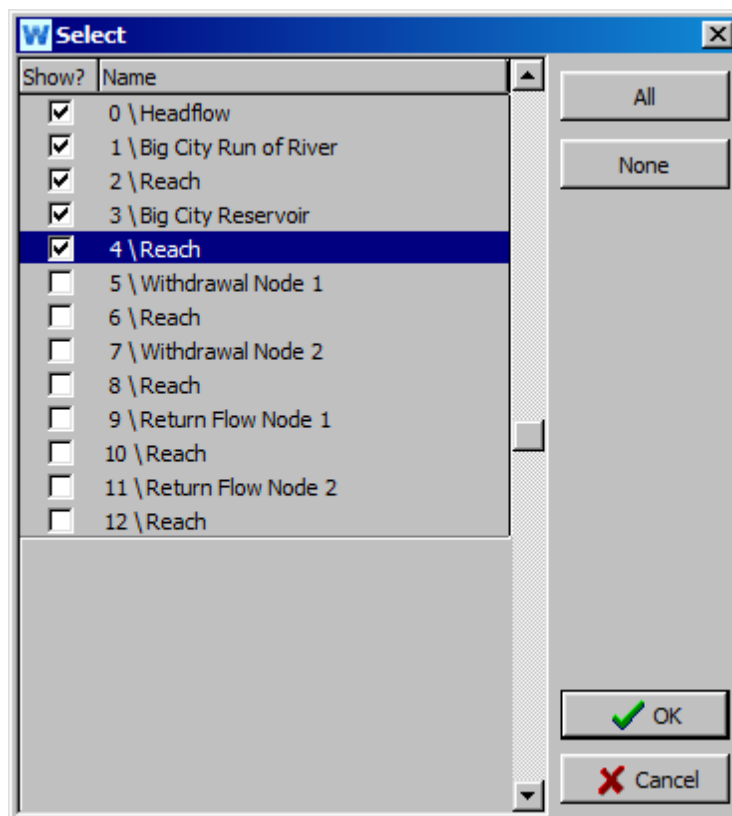 W Select
Show? Name
0 \ Headflow
1 \ Big City Run of River
2 \ Reach
3 \ Big City Reservoir
4 \ Reach
5 \ Withdrawal Node 1
6 \ Reach
7 \ Withdrawal Node 2
8 \ Reach
9 \ Return Flow Node 1
10 \ Reach
11 \ Return Flow Node 2
12 \ Reach
All
None
OK
Cancel